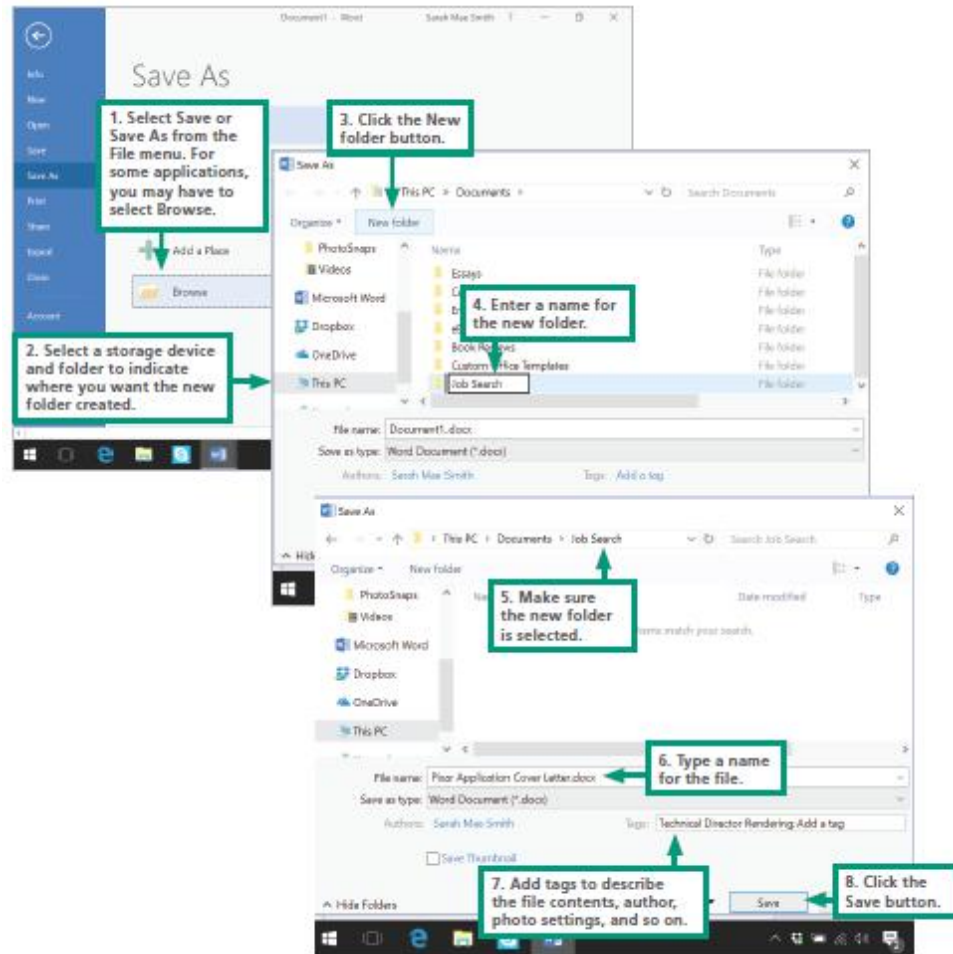 Document1 - Word
Sarah Mae Smith
?
Save As
Info
New
Open
Save
Save As
Print
Share
Export
Close
Account
Add a Place
Browse
1. Select Save or
Save As from the
File menu. For
some applications,
you may have to
select Browse.
2. Select a storage device
and folder to indicate
where you want the new
folder created.
3. Click the New
folder button.
Save As
This PC > Documents >
Search Documents
Organize
New folder
PhotoSnaps
Videos
Microsoft Word
Dropbox
OneDrive
This PC
Name
Type
Essays
File folder
File folder
File folder
File folder
Book Reviews
File folder
Custom Office Templates
File folder
Job Search
File folder
4. Enter a name for
the new folder.
File name: Document1.docx
Save as type: Word Document (*.docx)
Authors: Sarah Mae Smith
Tags: Add a tag
Hide
Save As
This PC > Documents > Job Search
Search Job Search
Organize
New folder
PhotoSnaps
Videos
Microsoft Word
Dropbox
OneDrive
This PC
Date modified
Type
items match your search.
5. Make sure
the new folder
is selected.
File name: Pixar Application Cover Letter.docx
6. Type a name
for the file.
Save as type: Word Document (*.docx)
Authors: Sarah Mae Smith
Tags: Technical Director Rendering; Add a tag
Save Thumbnail
7. Add tags to describe
the file contents, author,
photo settings, and so on.
Hide Folders
Save
8. Click the
Save button.